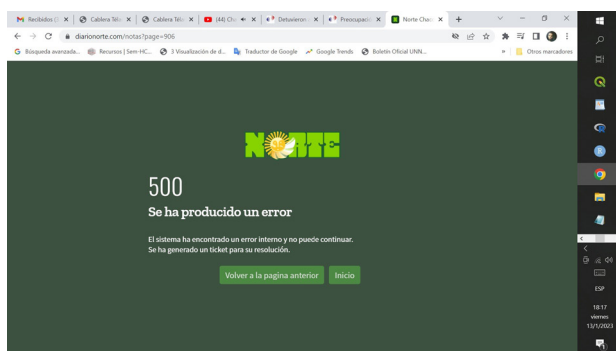 Recibidos (
Cablera Tél
Cablera Tél
(44) Ch
Detuvieron
Preocupaci
Norte Cha
diarionorte.com/notas?page=906
Búsqueda avanzada...
Recursos | Sem-HC...
3 Visualización de d...
Traductor de Google
Google Trends
Boletín Oficial UNN...
»
Otros marcadores
NORTE
500
Se ha producido un error
El sistema ha encontrado un error interno y no puede continuar.
Se ha generado un ticket para su resolución.
Volver a la pagina anterior
Inicio
ESP
18:17
viernes
13/1/2023